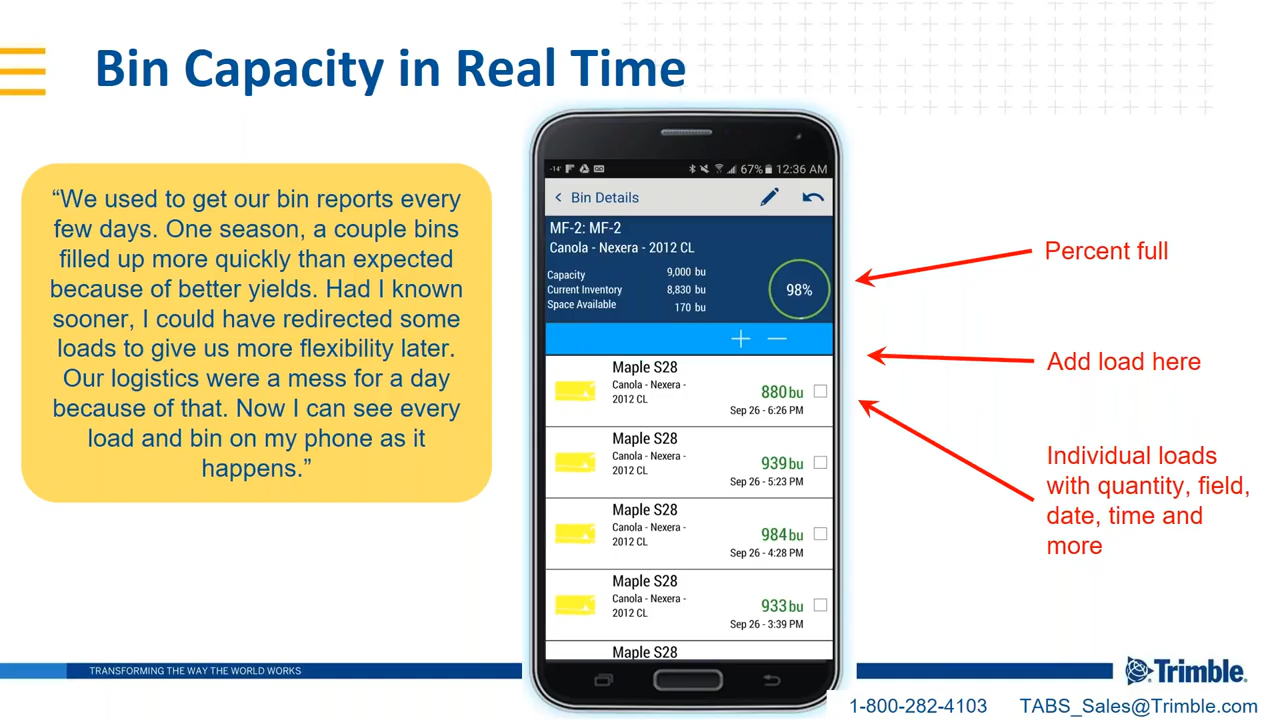 Bin Capacity in Real Time
“We used to get our bin reports every
few days. One season, a couple bins
filled up more quickly than expected
because of better yields. Had I known
sooner, I could have redirected some
loads to give us more flexibility later.
Our logistics were a mess for a day
because of that. Now I can see every
load and bin on my phone as it
happens.”
-14° 67% 12:36 AM
< Bin Details
MF-2: MF-2
Canola - Nexera - 2012 CL
Capacity 9,000 bu
Current Inventory 8,830 bu
Space Available 170 bu
98%
+ −
Maple S28
Canola - Nexera -
2012 CL
880bu
Sep 26 - 6:26 PM
Maple S28
Canola - Nexera -
2012 CL
939bu
Sep 26 - 5:23 PM
Maple S28
Canola - Nexera -
2012 CL
984bu
Sep 26 - 4:28 PM
Maple S28
Canola - Nexera -
2012 CL
933bu
Sep 26 - 3:39 PM
Maple S28
Percent full
Add load here
Individual loads
with quantity, field,
date, time and
more
TRANSFORMING THE WAY THE WORLD WORKS
Trimble.
1-800-282-4103 TABS_Sales@Trimble.com